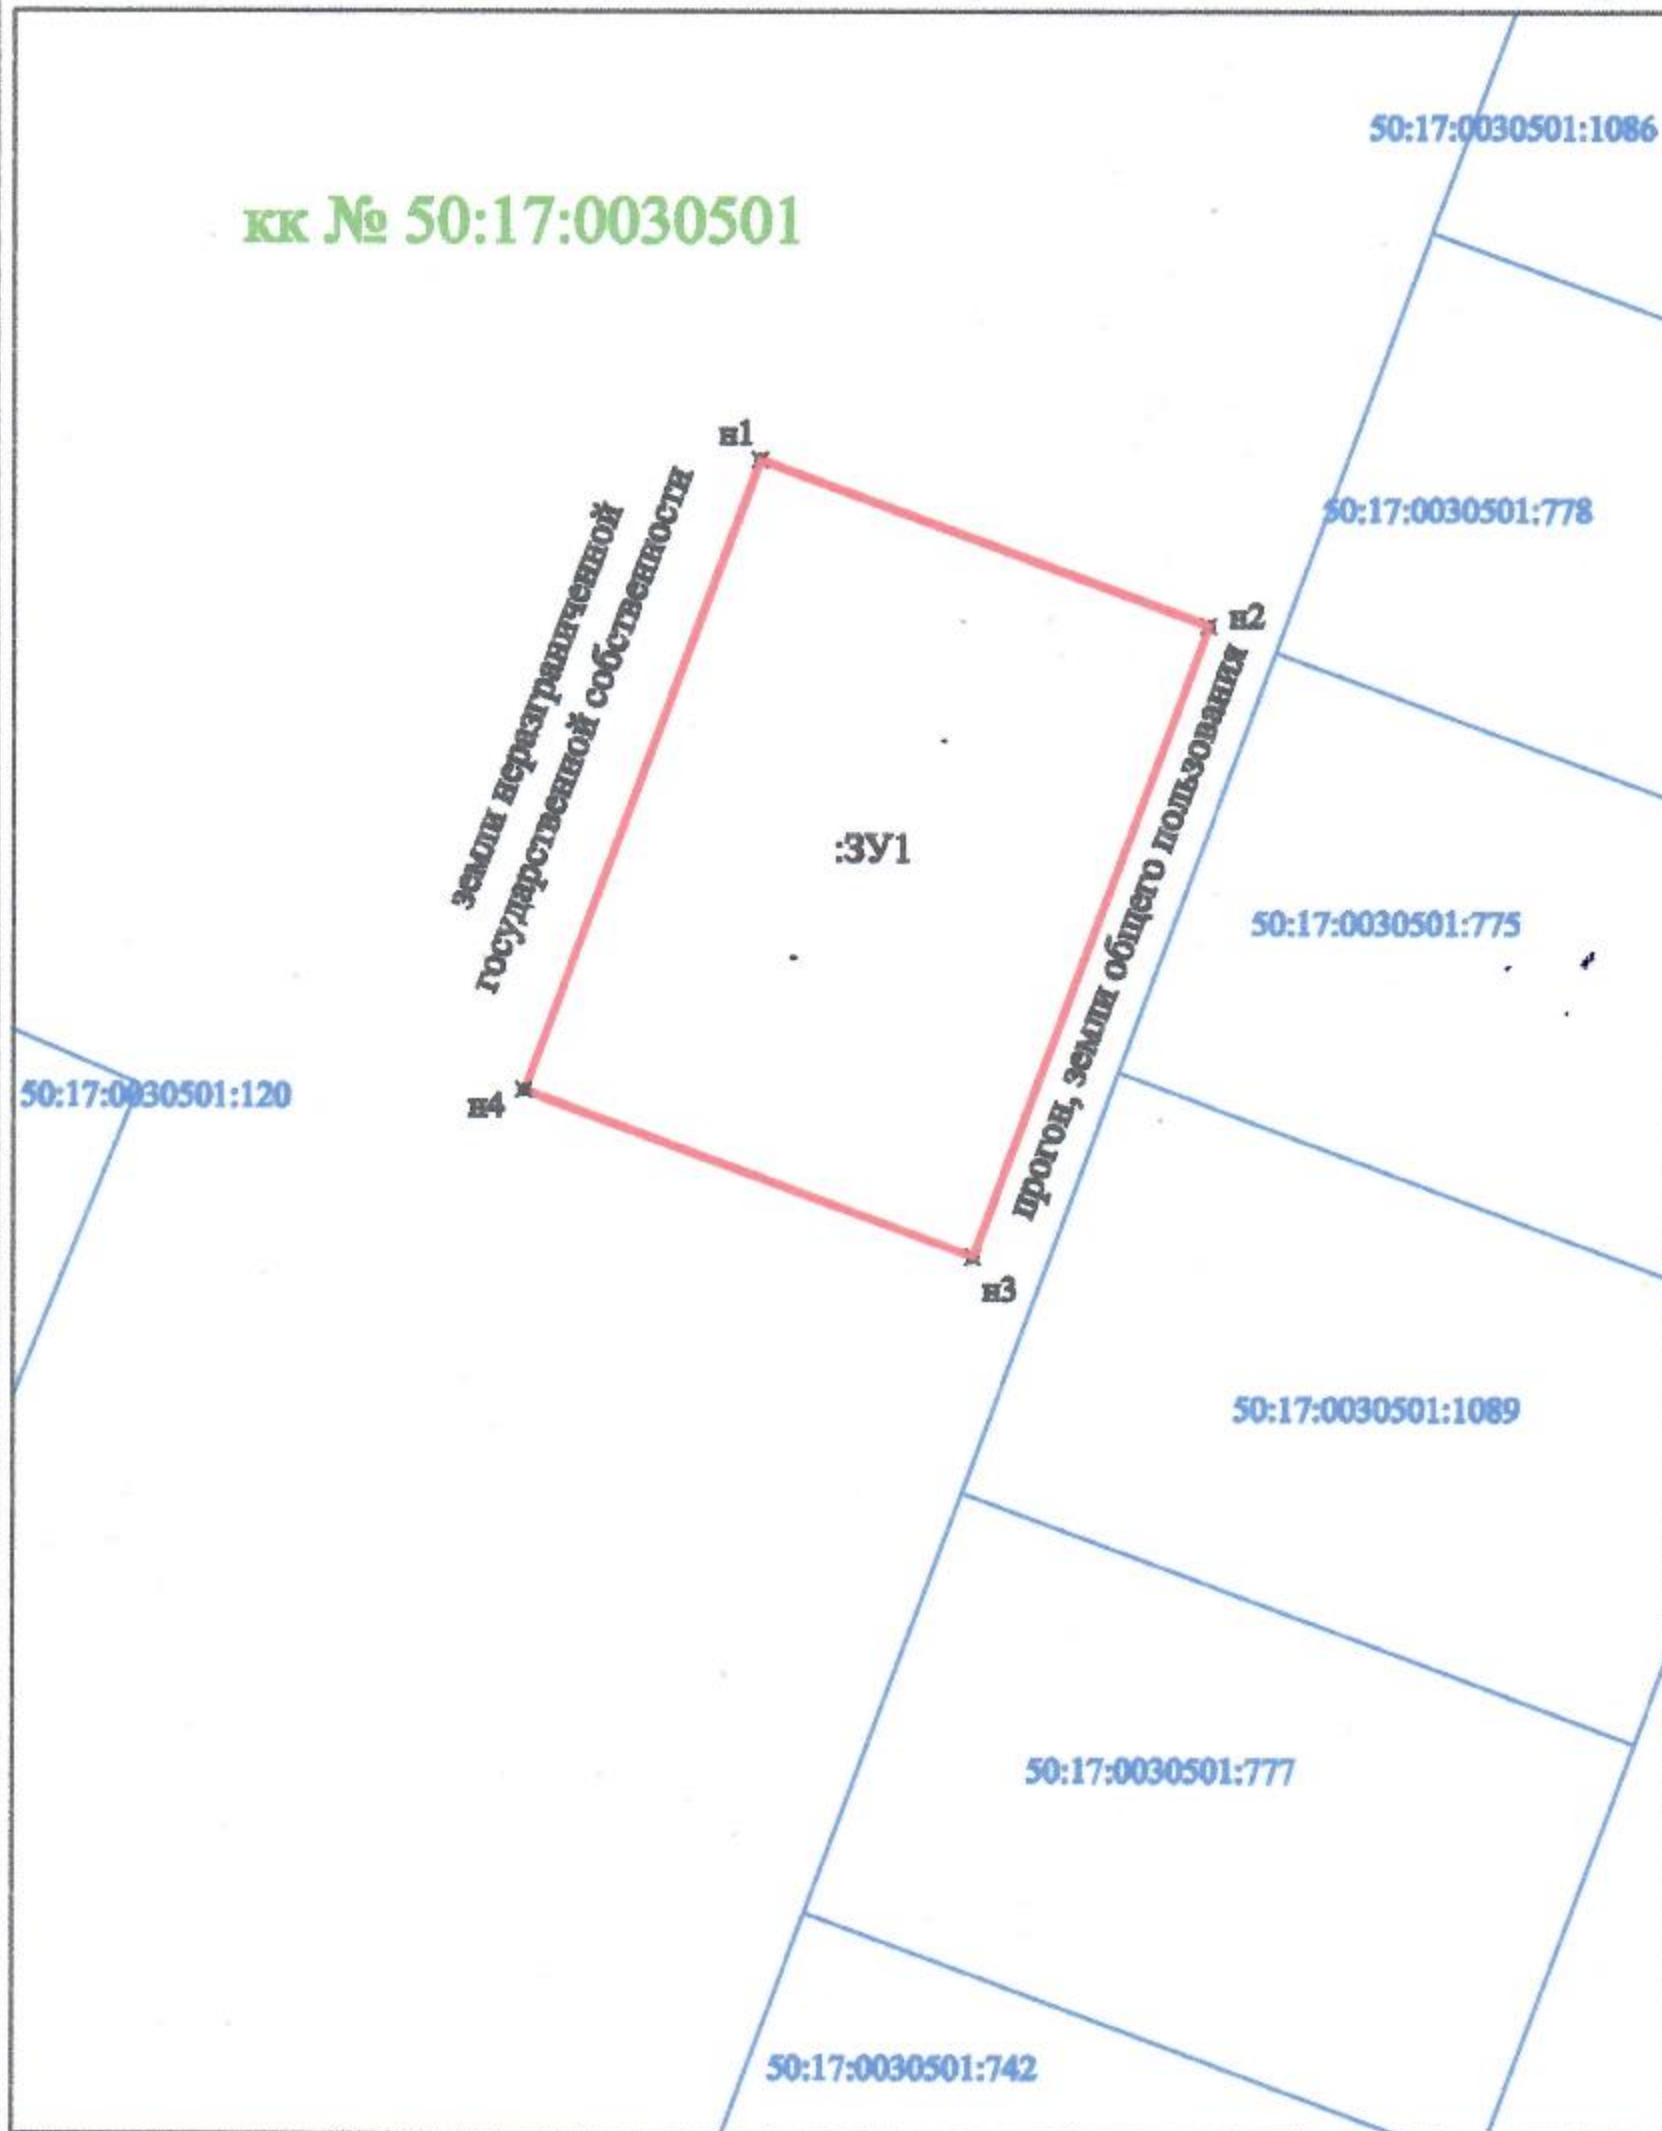 50:17:0030501:1086
кк № 50:17:0030501
н1
50:17:0030501:778
земли неразграниченной
государственной собственности
н2
:ЗУ1
прогон, земли общего пользования
50:17:0030501:775
50:17:0030501:120
н4
н3
50:17:0030501:1089
50:17:0030501:777
50:17:0030501:742